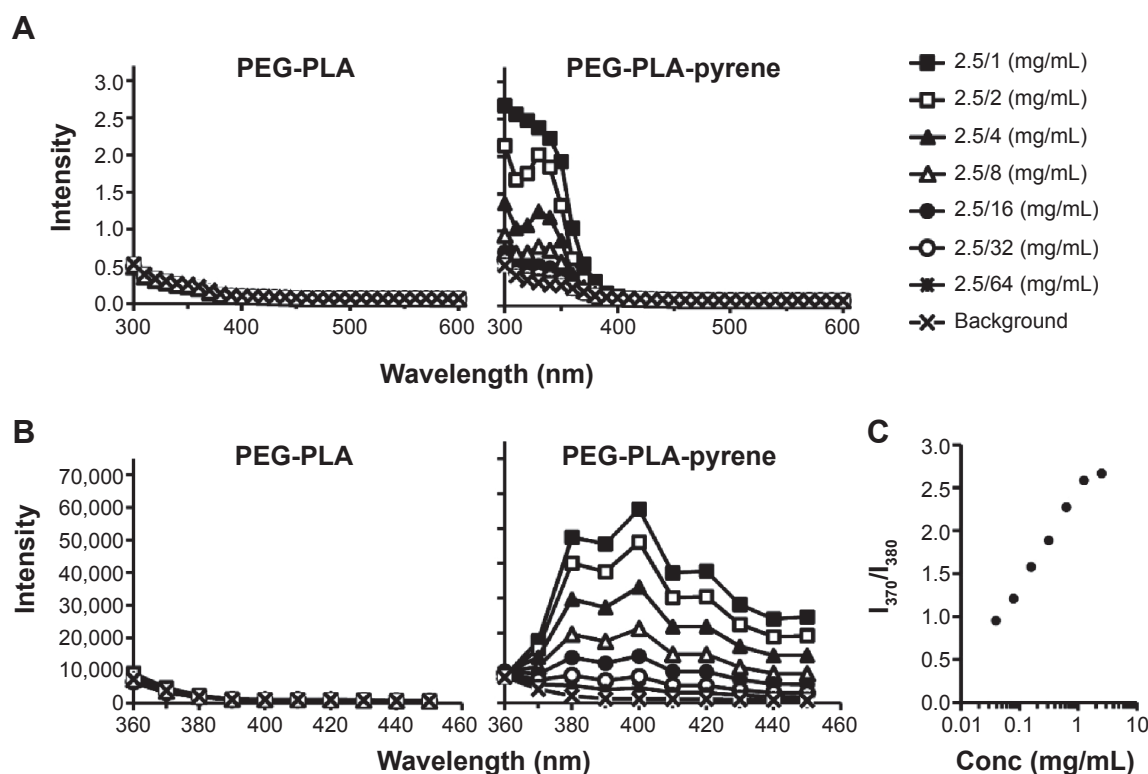 A
PEG-PLA
PEG-PLA-pyrene
Intensity
3.0
2.5
2.0
1.5
1.0
0.5
0.0
300
400
500
600
300
400
500
600
Wavelength (nm)
2.5/1 (mg/mL)
2.5/2 (mg/mL)
2.5/4 (mg/mL)
2.5/8 (mg/mL)
2.5/16 (mg/mL)
2.5/32 (mg/mL)
2.5/64 (mg/mL)
Background
B
PEG-PLA
PEG-PLA-pyrene
Intensity
70,000
60,000
50,000
40,000
30,000
20,000
10,000
0
360
380
400
420
440
460
360
380
400
420
440
460
Wavelength (nm)
C
I370/I380
3.0
2.5
2.0
1.5
1.0
0.5
0.0
0.01
0.1
1
10
Conc (mg/mL)